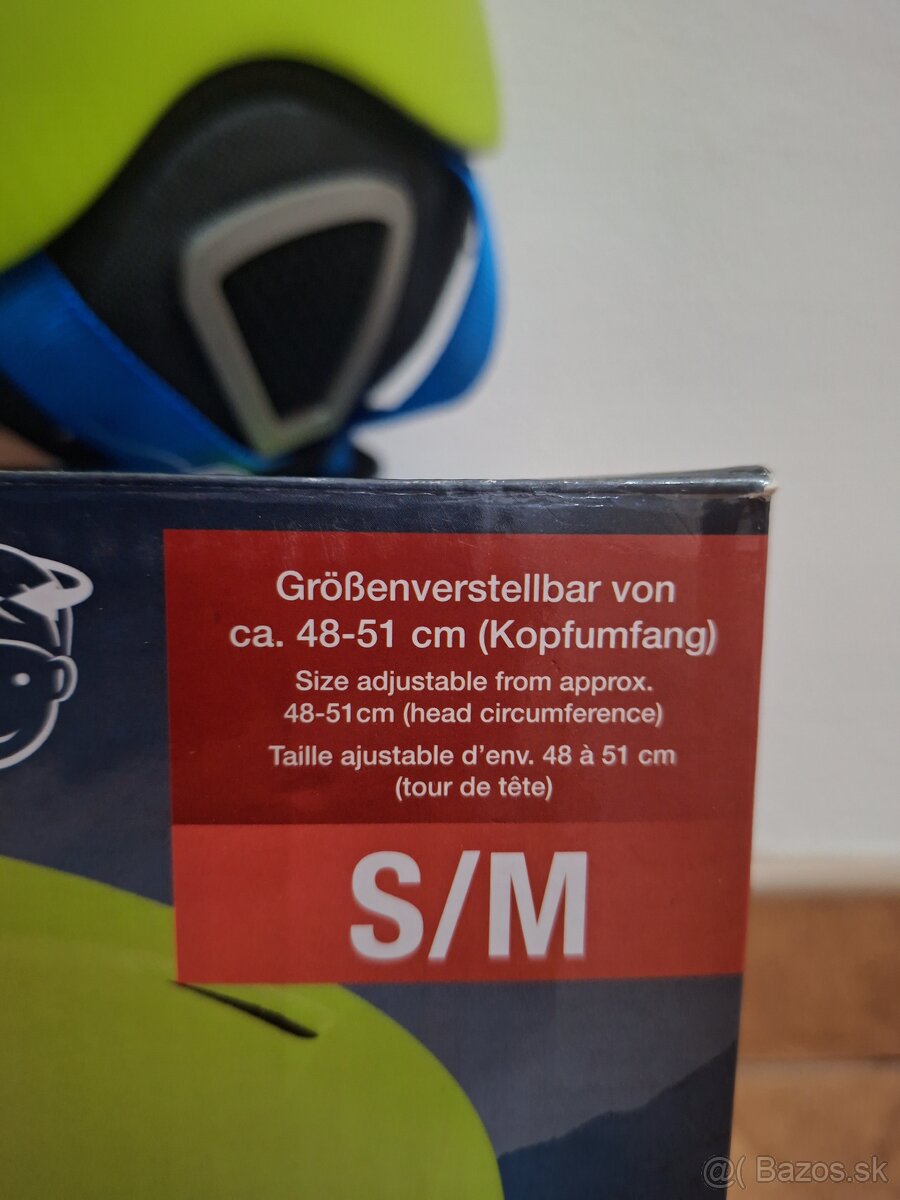 Größenverstellbar von
ca. 48-51 cm (Kopfumfang)
Size adjustable from approx.
48-51cm (head circumference)
Taille ajustable d'env. 48 à 51 cm
(tour de tête)
S/M
@( Bazos.sk